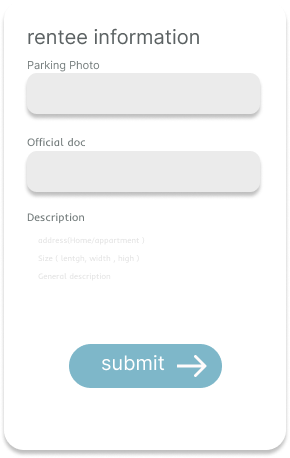 rentee information
Parking Photo
Official doc
Description
address(Home/appartment )
Size ( lentgh, width , high )
General description
submit